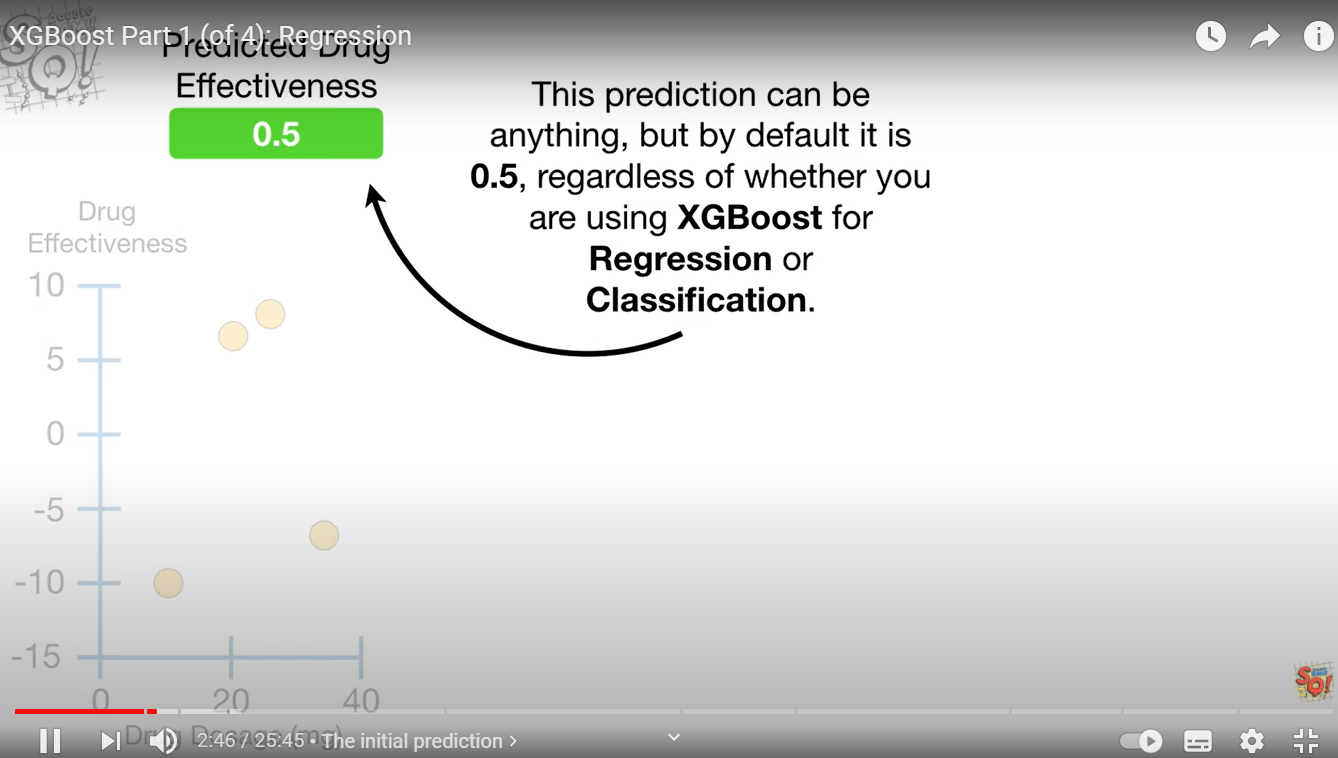 XGBoost Part 1 (of 4): Regression
Predicted Drug
Effectiveness
0.5
This prediction can be
anything, but by default it is
0.5, regardless of whether you
are using XGBoost for
Regression or
Classification.
Drug
Effectiveness
10
5
0
-5
-10
-15
0 20 40
Drug Dosage (mg)
2:46 / 25:45 • The initial prediction >
SQ!